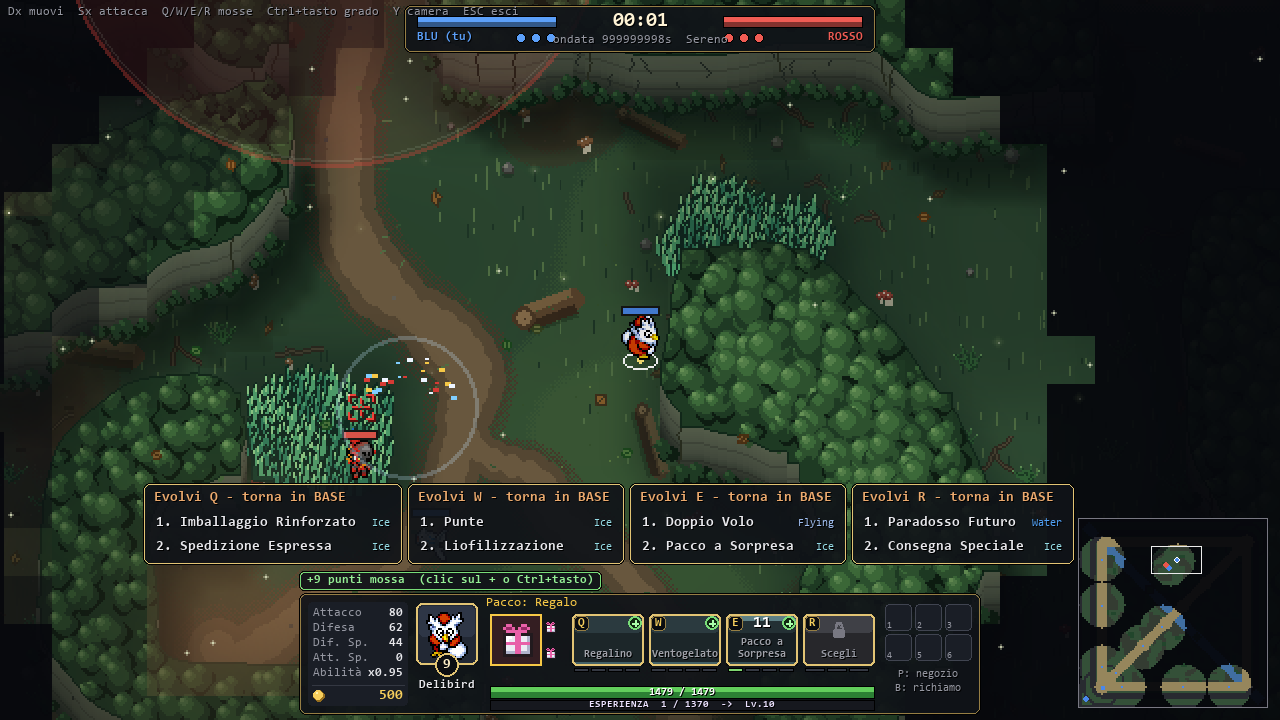 Dx muovi  Sx attacca  Q/W/E/R mosse  Ctrl+tasto grado  Y camera  ESC esci
00:01
BLU (tu)
ondata 999999998s  Sereno
ROSSO
Evolvi Q - torna in BASE
1. Imballaggio Rinforzato  Ice
2. Spedizione Espressa  Ice
Evolvi W - torna in BASE
1. Punte  Ice
2. Liofilizzazione  Ice
Evolvi E - torna in BASE
1. Doppio Volo  Flying
2. Pacco a Sorpresa  Ice
Evolvi R - torna in BASE
1. Paradosso Futuro  Water
2. Consegna Speciale  Ice
+9 punti mossa  (clic sul + o Ctrl+tasto)
Attacco 80
Difesa 62
Dif. Sp. 44
Att. Sp. 0
Abilità x0.95
500
9
Delibird
Pacco: Regalo
Q
Regalino
W
Ventogelato
E 11
Pacco a
Sorpresa
R
Scegli
1 2 3
4 5 6
P: negozio
B: richiamo
1479 / 1479
ESPERIENZA  1 / 1370  ->  Lv.10